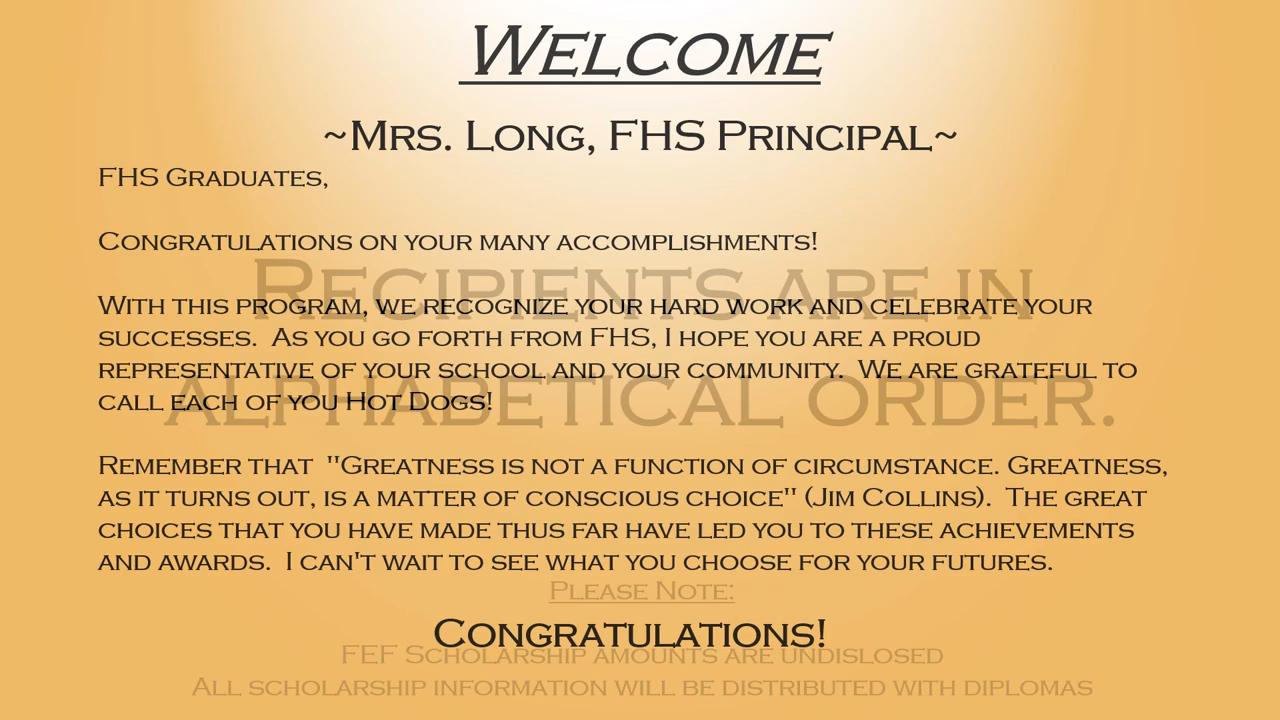 Welcome
~Mrs. Long, FHS Principal~
FHS Graduates,
Congratulations on your many accomplishments!
Recipients are in
With this program, we recognize your hard work and celebrate your
successes.  As you go forth from FHS, I hope you are a proud
representative of your school and your community.  We are grateful to
alphabetical order.
call each of you Hot Dogs!
Remember that  "Greatness is not a function of circumstance. Greatness,
as it turns out, is a matter of conscious choice" (Jim Collins).  The great
choices that you have made thus far have led you to these achievements
and awards.  I can't wait to see what you choose for your futures.
Please Note:
Congratulations!
FEF Scholarship amounts are undislosed
All scholarship information will be distributed with diplomas